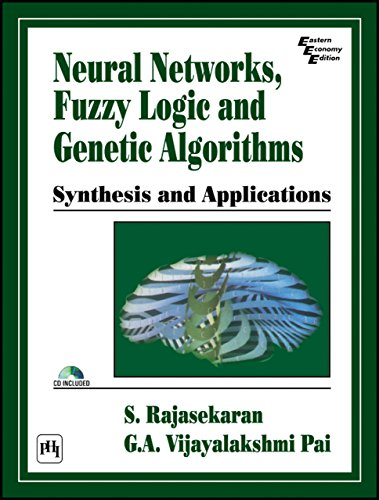 Eastern
Economy
Edition
Neural Networks,
Fuzzy Logic and
Genetic Algorithms
Synthesis and Applications
CD INCLUDED
S. Rajasekaran
G.A. Vijayalakshmi Pai
PHI